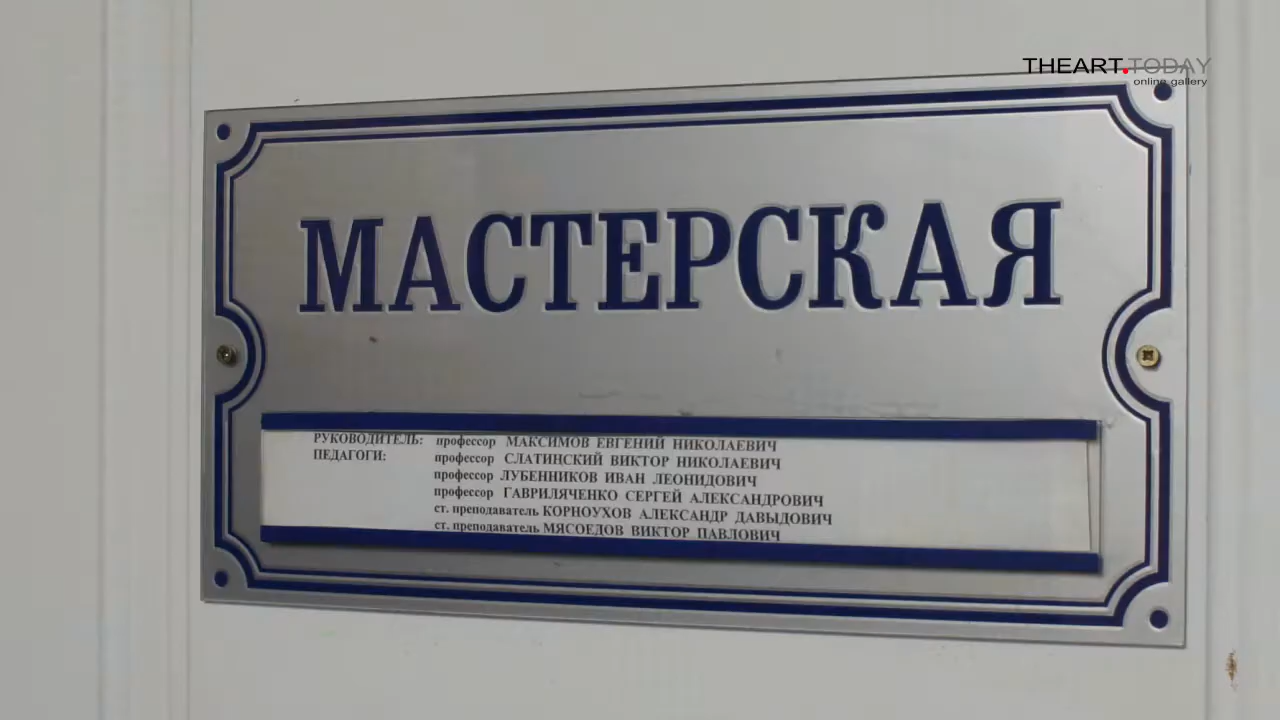 THEART.TODAY
online gallery
МАСТЕРСКАЯ
РУКОВОДИТЕЛЬ: профессор МАКСИМОВ ЕВГЕНИЙ НИКОЛАЕВИЧ
ПЕДАГОГИ: профессор СЛАТИНСКИЙ ВИКТОР НИКОЛАЕВИЧ
профессор ЛУБЕННИКОВ ИВАН ЛЕОНИДОВИЧ
профессор ГАВРИЛЯЧЕНКО СЕРГЕЙ АЛЕКСАНДРОВИЧ
ст. преподаватель КОРНОУХОВ АЛЕКСАНДР ДАВЫДОВИЧ
ст. преподаватель МЯСОЕДОВ ВИКТОР ПАВЛОВИЧ